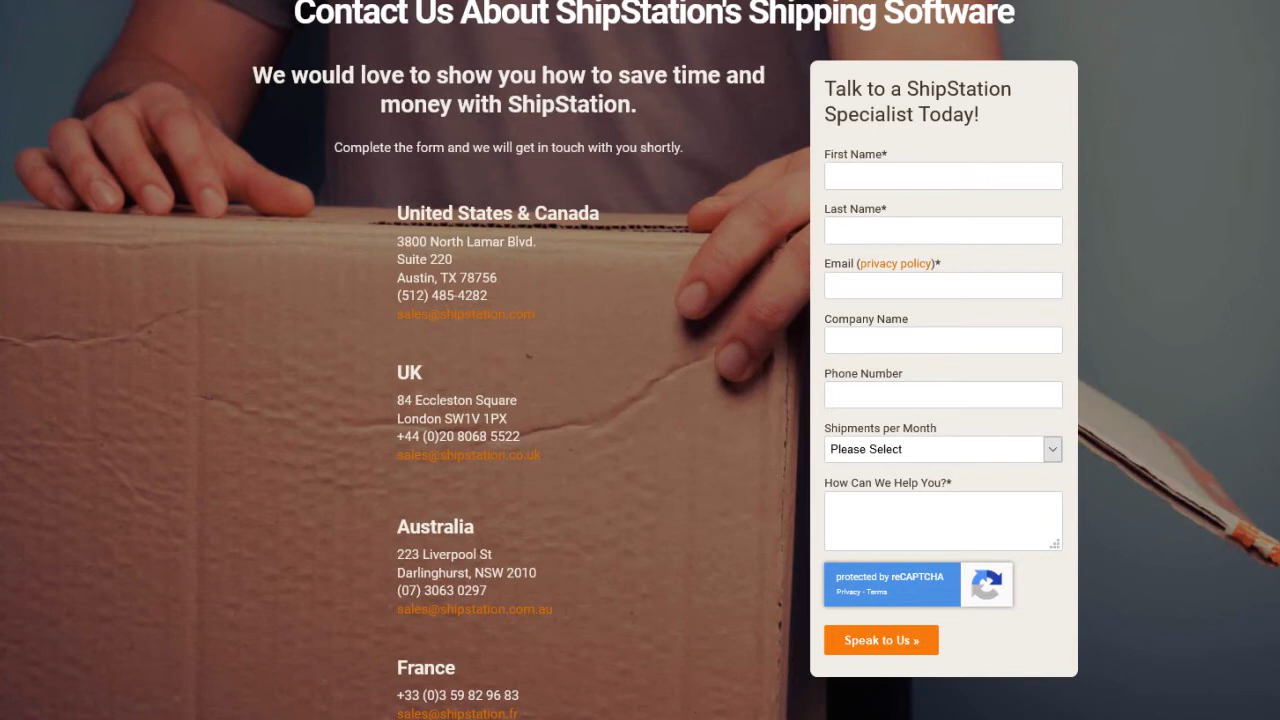 Contact Us About ShipStation's Shipping Software
We would love to show you how to save time and
money with ShipStation.
Complete the form and we will get in touch with you shortly.
United States & Canada
3800 North Lamar Blvd.
Suite 220
Austin, TX 78756
(512) 485-4282
sales@shipstation.com
UK
84 Eccleston Square
London SW1V 1PX
+44 (0)20 8068 5522
sales@shipstation.co.uk
Australia
223 Liverpool St
Darlinghurst, NSW 2010
(07) 3063 0297
sales@shipstation.com.au
France
+33 (0)3 59 82 96 83
sales@shipstation.fr
Talk to a ShipStation
Specialist Today!
First Name*
Last Name*
Email (privacy policy)*
Company Name
Phone Number
Shipments per Month
Please Select
How Can We Help You?*
protected by reCAPTCHA
Privacy - Terms
Speak to Us »